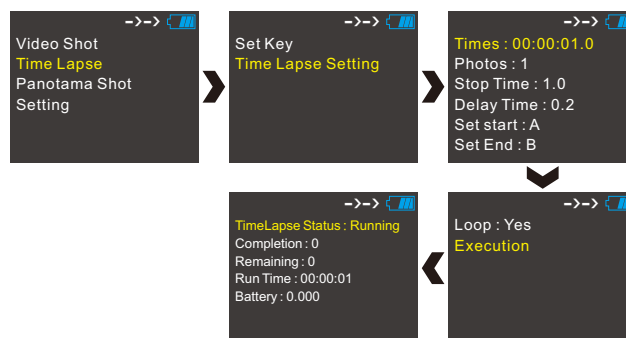 ->->
Video Shot
Time Lapse
Panotama Shot
Setting
->->
Set Key
Time Lapse Setting
->->
Times : 00:00:01.0
Photos : 1
Stop Time : 1.0
Delay Time : 0.2
Set start : A
Set End : B
->->
Loop : Yes
Execution
->->
TimeLapse Status : Running
Completion : 0
Remaining : 0
Run Time : 00:00:01
Battery : 0.000